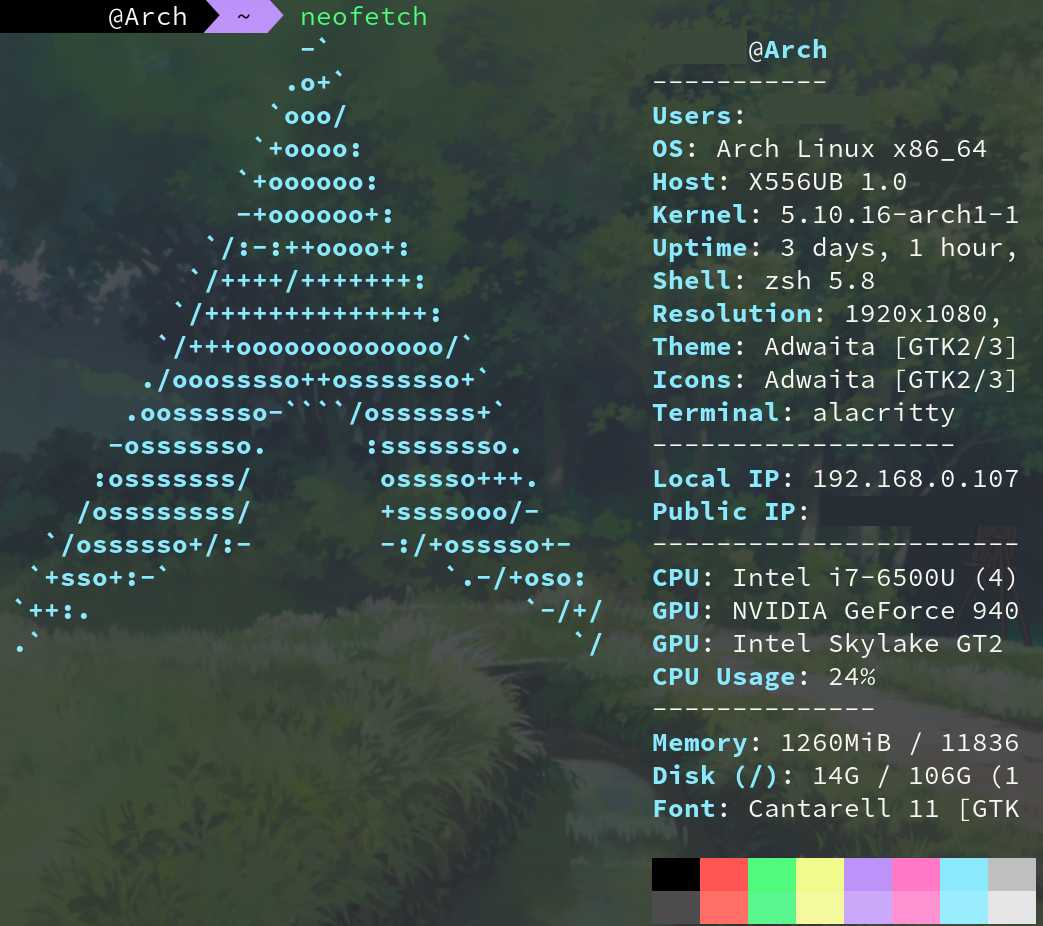 @Arch ~ neofetch
-`
.o+`
`ooo/
`+oooo:
`+oooooo:
-+oooooo+:
`/:-:++oooo+:
`/++++/+++++++:
`/++++++++++++++:
`/+++ooooooooooooo/`
./ooosssso++osssssso+`
.oossssso-````/ossssss+`
-osssssso. :ssssssso.
:osssssss/ osssso+++.
/ossssssss/ +ssssooo/-
`/ossssso+/:- -:/+osssso+-
`+sso+:-` `.-/+oso:
`++:. `-/+/
.` `/
@Arch
-----------
Users:
OS: Arch Linux x86_64
Host: X556UB 1.0
Kernel: 5.10.16-arch1-1
Uptime: 3 days, 1 hour,
Shell: zsh 5.8
Resolution: 1920x1080,
Theme: Adwaita [GTK2/3]
Icons: Adwaita [GTK2/3]
Terminal: alacritty
-------------------
Local IP: 192.168.0.107
Public IP:
-----------------------
CPU: Intel i7-6500U (4)
GPU: NVIDIA GeForce 940
GPU: Intel Skylake GT2
CPU Usage: 24%
--------------
Memory: 1260MiB / 11836
Disk (/): 14G / 106G (1
Font: Cantarell 11 [GTK